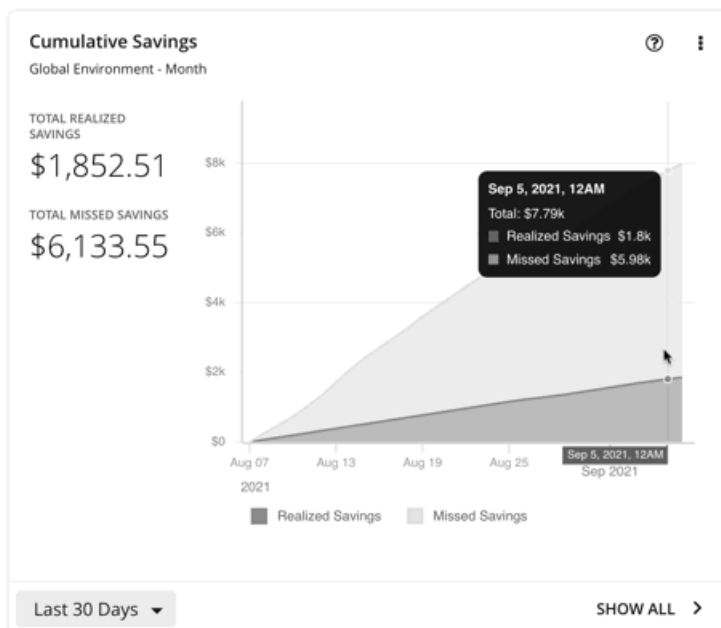 Cumulative Savings
Global Environment - Month
TOTAL REALIZED
SAVINGS
$1,852.51
TOTAL MISSED SAVINGS
$6,133.55
$8k
$6k
$4k
$2k
$0
Sep 5, 2021, 12AM
Total: $7.79k
Realized Savings $1.8k
Missed Savings $5.98k
Aug 07
Aug 13
Aug 19
Aug 25
Sep 5, 2021, 12AM
2021
Sep 2021
Realized Savings
Missed Savings
Last 30 Days
SHOW ALL